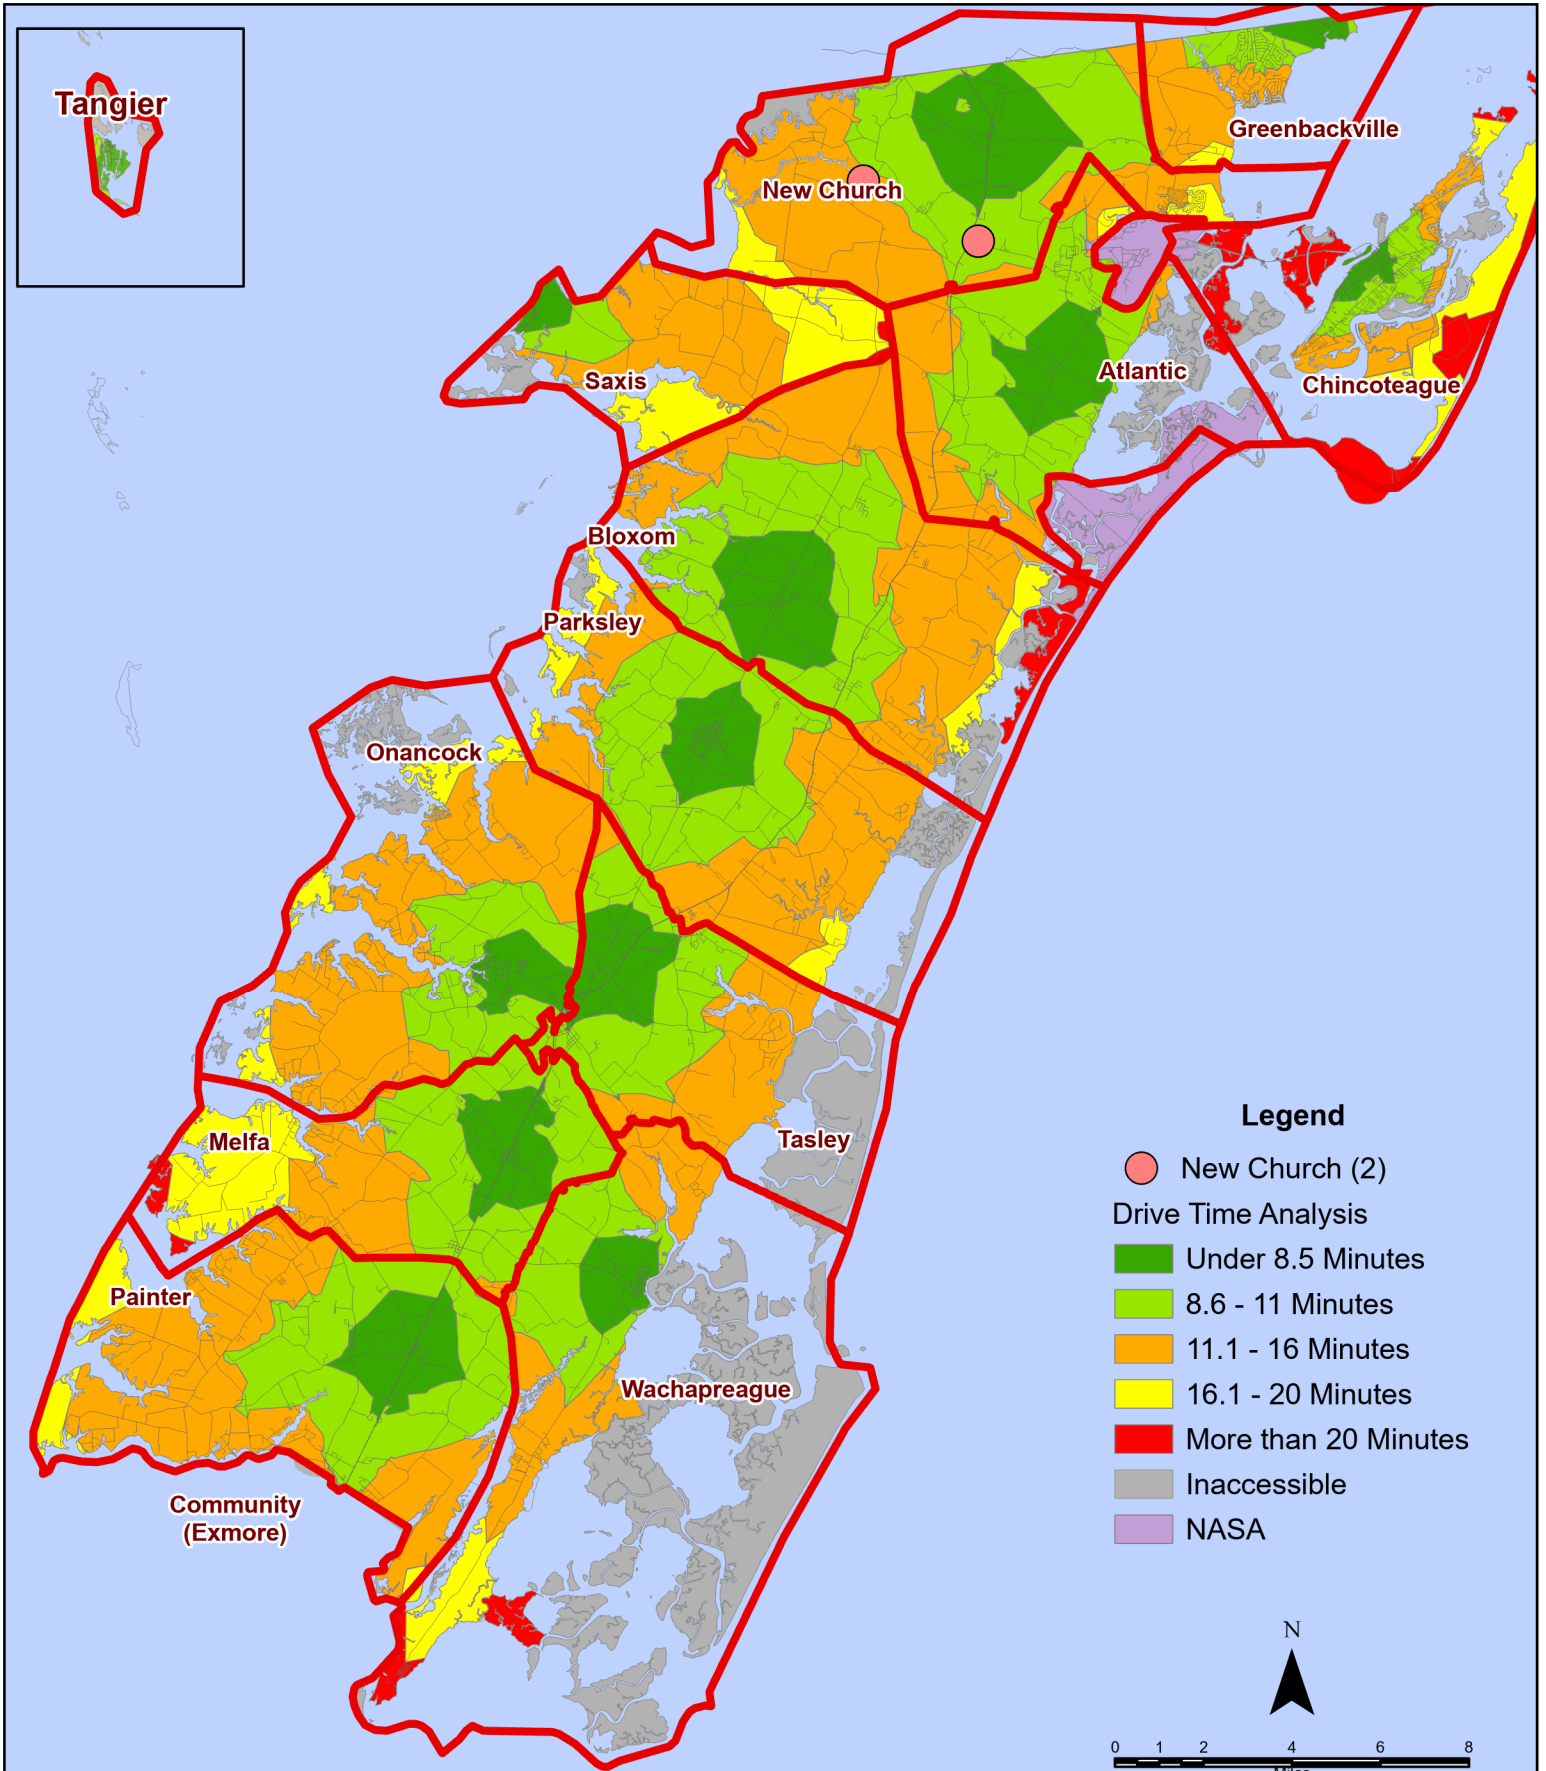 Tangier
Greenbackville
New Church
Saxis
Atlantic
Chincoteague
Bloxom
Parksley
Onancock
Melfa
Tasley
Painter
Wachapreague
Community
(Exmore)
Legend
New Church (2)
Drive Time Analysis
Under 8.5 Minutes
8.6 - 11 Minutes
11.1 - 16 Minutes
16.1 - 20 Minutes
More than 20 Minutes
Inaccessible
NASA
N
0 1 2 4 6 8
Miles